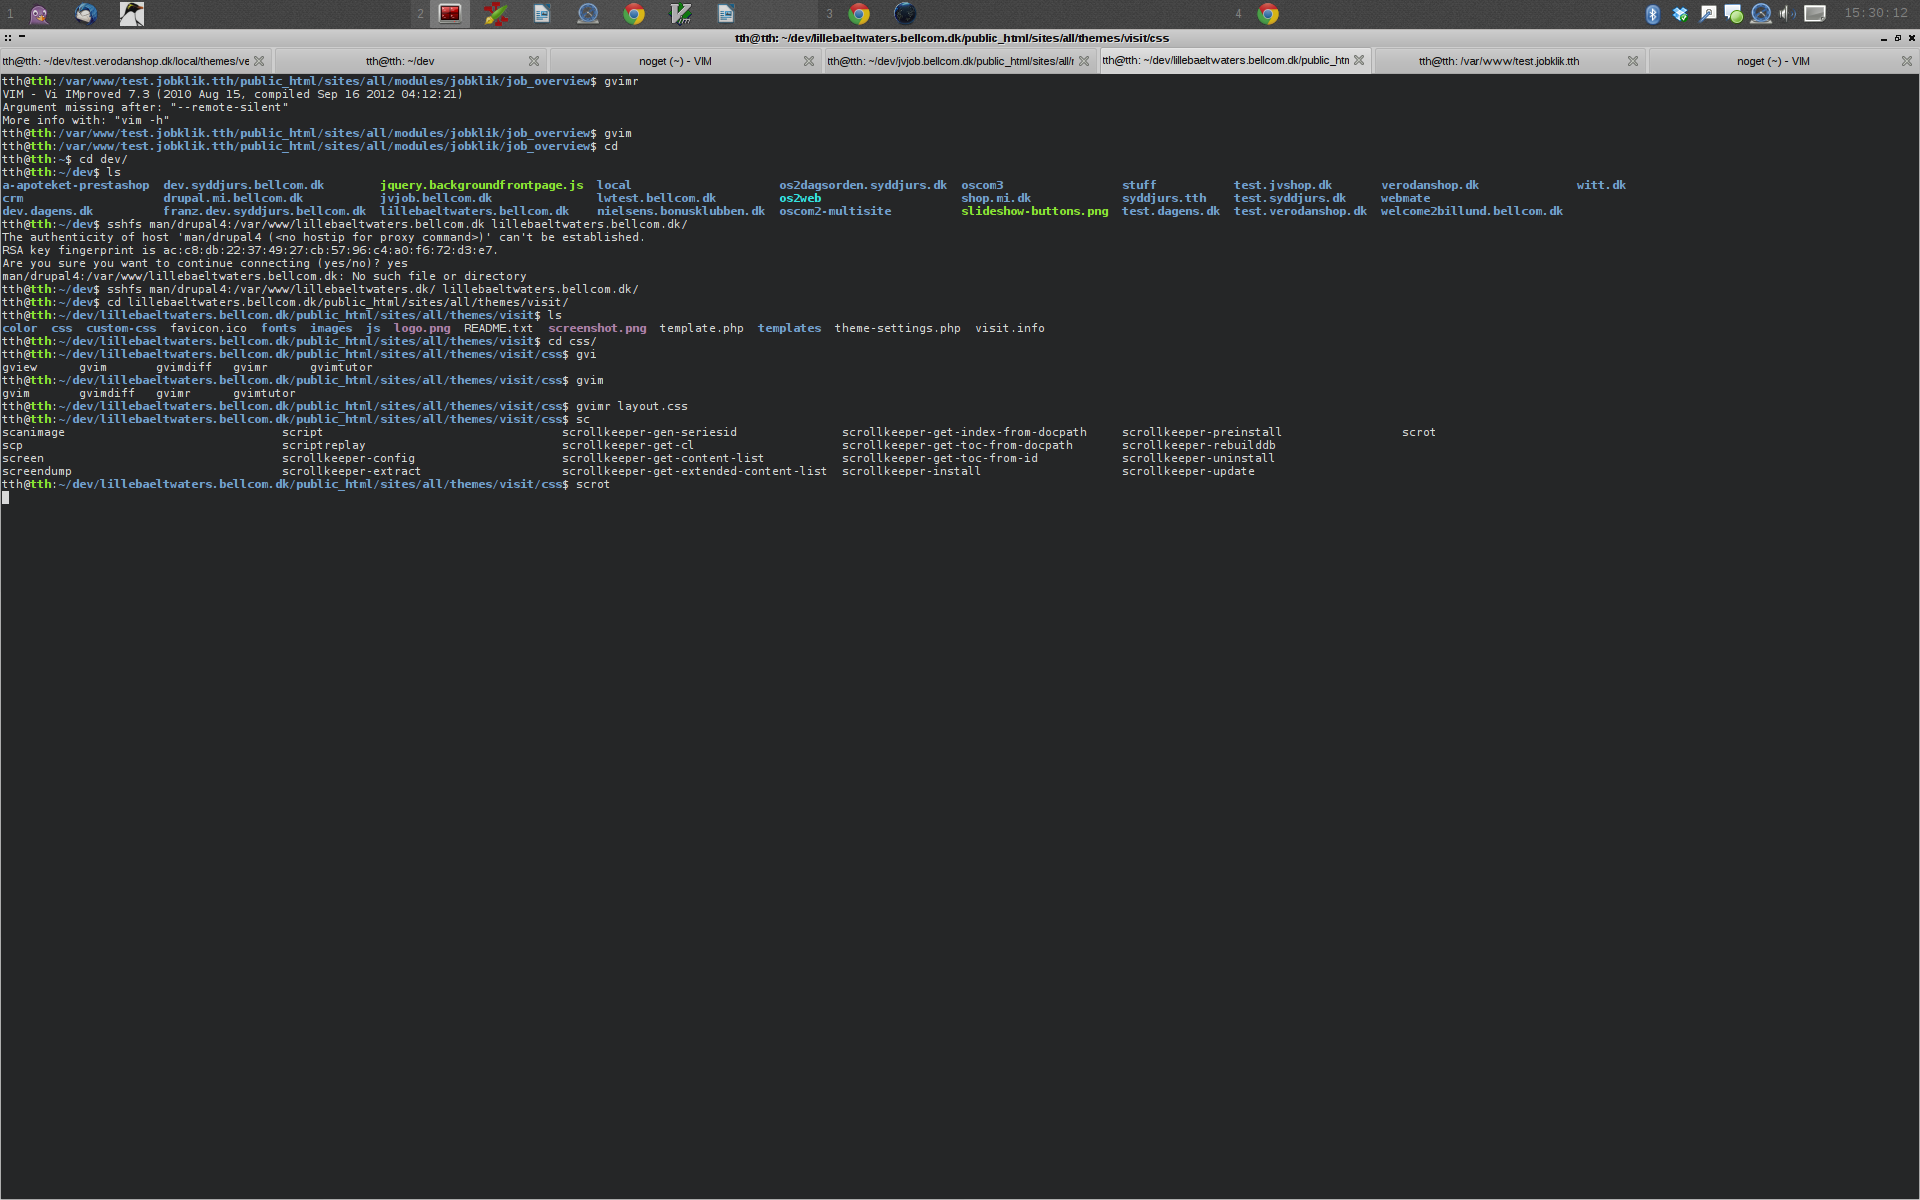 1 2 3 4 15:30:12
tth@tth: ~/dev/lillebaeltwaters.bellcom.dk/public_html/sites/all/themes/visit/css
tth@tth: ~/dev/test.verodanshop.dk/local/themes/ve tth@tth: ~/dev noget (~) - VIM tth@tth: ~/dev/jvjob.bellcom.dk/public_html/sites/all/r tth@tth: ~/dev/lillebaeltwaters.bellcom.dk/public_htn tth@tth: /var/www/test.jobklik.tth noget (~) - VIM
tth@tth:/var/www/test.jobklik.tth/public_html/sites/all/modules/jobklik/job_overview$ gvimr
VIM - Vi IMproved 7.3 (2010 Aug 15, compiled Sep 16 2012 04:12:21)
Argument missing after: "--remote-silent"
More info with: "vim -h"
tth@tth:/var/www/test.jobklik.tth/public_html/sites/all/modules/jobklik/job_overview$ gvim
tth@tth:/var/www/test.jobklik.tth/public_html/sites/all/modules/jobklik/job_overview$ cd
tth@tth:~$ cd dev/
tth@tth:~/dev$ ls
a-apoteket-prestashop dev.syddjurs.bellcom.dk jquery.backgroundfrontpage.js local os2dagsorden.syddjurs.dk oscom3 stuff test.jvshop.dk verodanshop.dk witt.dk
crm drupal.mi.bellcom.dk jvjob.bellcom.dk lwtest.bellcom.dk os2web shop.mi.dk syddjurs.tth test.syddjurs.dk webmate
dev.dagens.dk franz.dev.syddjurs.bellcom.dk lillebaeltwaters.bellcom.dk nielsens.bonusklubben.dk oscom2-multisite slideshow-buttons.png test.dagens.dk test.verodanshop.dk welcome2billund.bellcom.dk
tth@tth:~/dev$ sshfs man/drupal4:/var/www/lillebaeltwaters.bellcom.dk lillebaeltwaters.bellcom.dk/
The authenticity of host 'man/drupal4 (<no hostip for proxy command>)' can't be established.
RSA key fingerprint is ac:c8:db:22:37:49:27:cb:57:96:c4:a0:f6:72:d3:e7.
Are you sure you want to continue connecting (yes/no)? yes
man/drupal4:/var/www/lillebaeltwaters.bellcom.dk: No such file or directory
tth@tth:~/dev$ sshfs man/drupal4:/var/www/lillebaeltwaters.dk/ lillebaeltwaters.bellcom.dk/
tth@tth:~/dev$ cd lillebaeltwaters.bellcom.dk/public_html/sites/all/themes/visit/
tth@tth:~/dev/lillebaeltwaters.bellcom.dk/public_html/sites/all/themes/visit$ ls
color css custom-css favicon.ico fonts images js logo.png README.txt screenshot.png template.php templates theme-settings.php visit.info
tth@tth:~/dev/lillebaeltwaters.bellcom.dk/public_html/sites/all/themes/visit$ cd css/
tth@tth:~/dev/lillebaeltwaters.bellcom.dk/public_html/sites/all/themes/visit/css$ gvi
gview gvim gvimdiff gvimr gvimtutor
tth@tth:~/dev/lillebaeltwaters.bellcom.dk/public_html/sites/all/themes/visit/css$ gvim
gvim gvimdiff gvimr gvimtutor
tth@tth:~/dev/lillebaeltwaters.bellcom.dk/public_html/sites/all/themes/visit/css$ gvimr layout.css
tth@tth:~/dev/lillebaeltwaters.bellcom.dk/public_html/sites/all/themes/visit/css$ sc
scanimage script scrollkeeper-gen-seriesid scrollkeeper-get-index-from-docpath scrollkeeper-preinstall scrot
scp scriptreplay scrollkeeper-get-cl scrollkeeper-get-toc-from-docpath scrollkeeper-rebuilddb
screen scrollkeeper-config scrollkeeper-get-content-list scrollkeeper-get-toc-from-id scrollkeeper-uninstall
screendump scrollkeeper-extract scrollkeeper-get-extended-content-list scrollkeeper-install scrollkeeper-update
tth@tth:~/dev/lillebaeltwaters.bellcom.dk/public_html/sites/all/themes/visit/css$ scrot